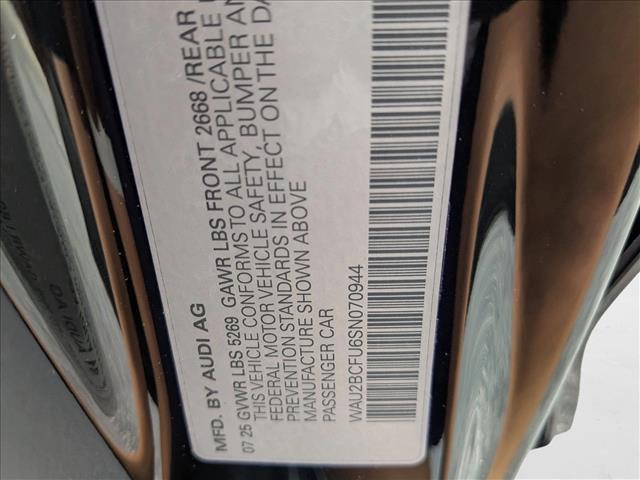 MFD. BY AUDI AG
07 25 GVWR LBS 5269 GAWR LBS FRONT 2668 /REAR
THIS VEHICLE CONFORMS TO ALL APPLICABLE
FEDERAL MOTOR VEHICLE SAFETY, BUMPER AN
PREVENTION STANDARDS IN EFFECT ON THE DA
MANUFACTURE SHOWN ABOVE
PASSENGER CAR
WAU2BCFU6SN070944